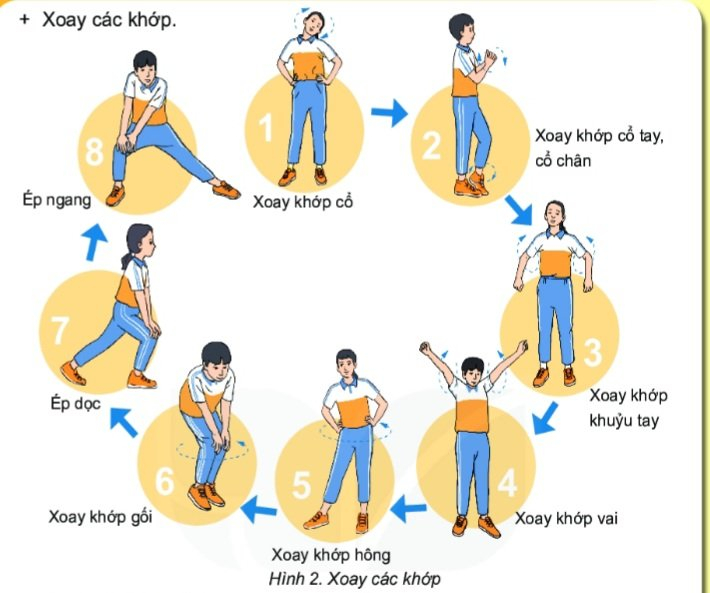 + Xoay các khớp.
1
Xoay khớp cổ
2
Xoay khớp cổ tay,
cổ chân
3
Xoay khớp
khuỷu tay
4
Xoay khớp vai
5
Xoay khớp hông
6
Xoay khớp gối
7
Ép dọc
8
Ép ngang
Hình 2. Xoay các khớp